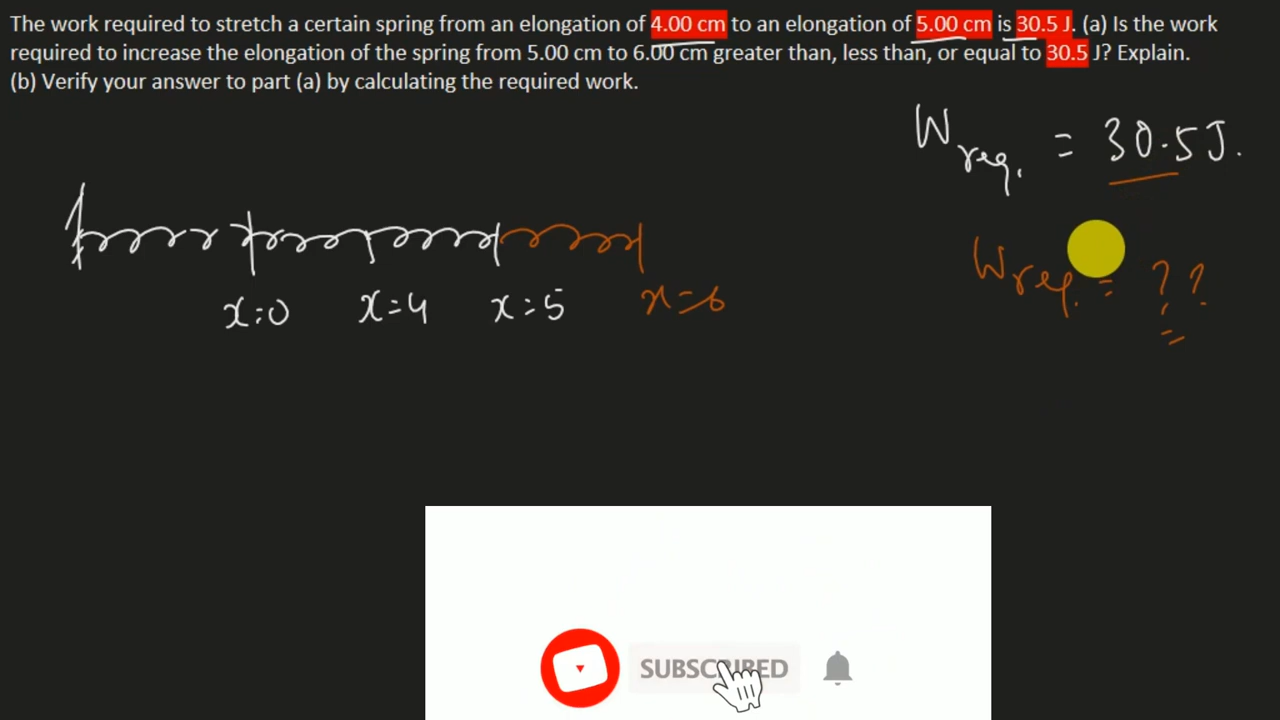 The work required to stretch a certain spring from an elongation of 4.00 cm to an elongation of 5.00 cm is 30.5 J. (a) Is the work
required to increase the elongation of the spring from 5.00 cm to 6.00 cm greater than, less than, or equal to 30.5 J? Explain.
(b) Verify your answer to part (a) by calculating the required work.
W req. = 30.5 J.
W req. = ??
x=0 x=4 x=5 x=6
SUBSCRIBED